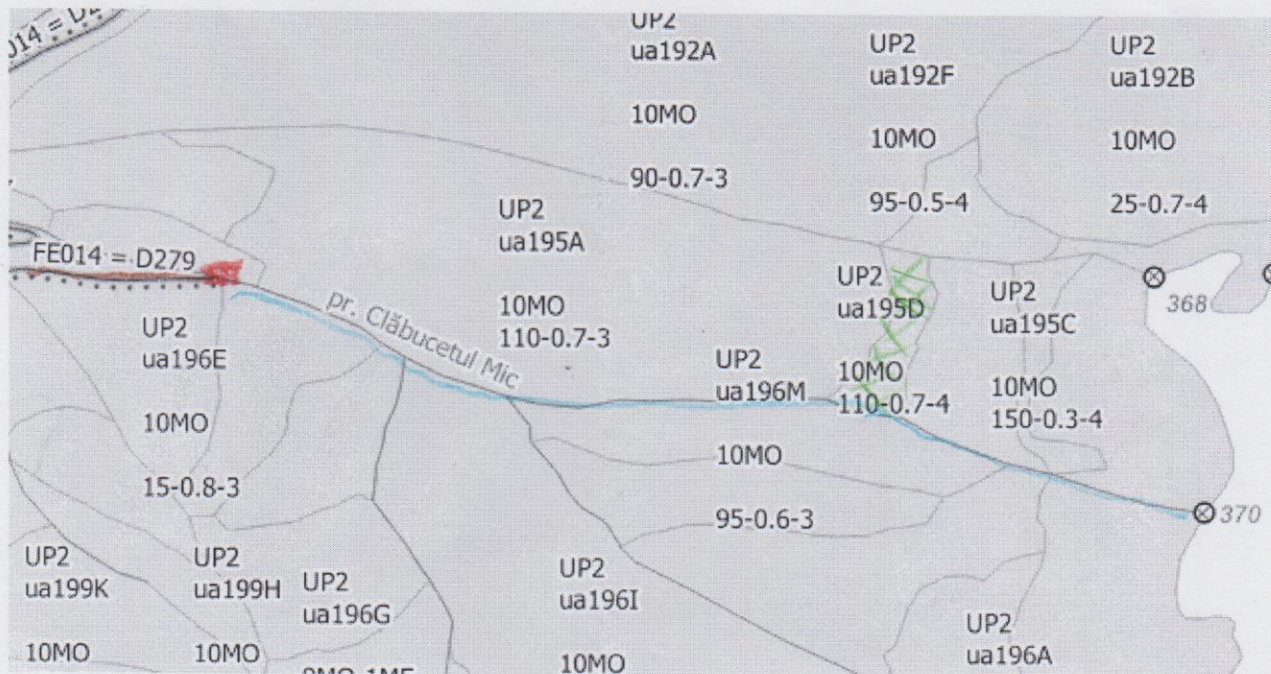 014 = D2
UP2
ua192A
10MO
90-0.7-3
UP2
ua192F
10MO
95-0.5-4
UP2
ua192B
10MO
25-0.7-4
UP2
ua195A
10MO
110-0.7-3
FE014 = D279
pr. Clăbucetul Mic
UP2
ua195D
10MO
110-0.7-4
UP2
ua195C
10MO
150-0.3-4
368
UP2
ua196E
10MO
15-0.8-3
UP2
ua196M
10MO
95-0.6-3
370
UP2
ua199K
10MO
UP2
ua199H
10MO
UP2
ua196G
UP2
ua196I
10MO
UP2
ua196A